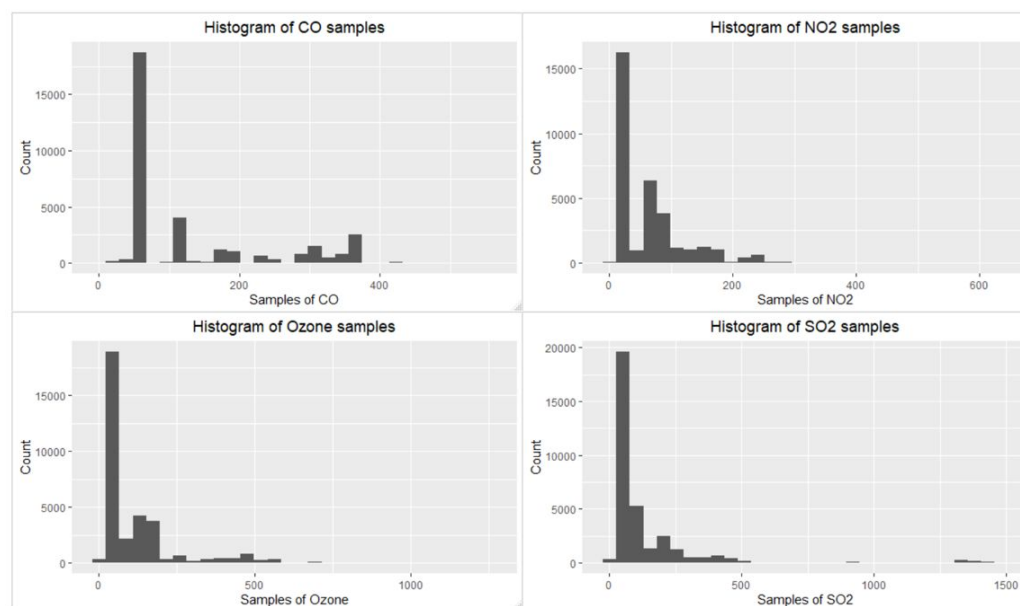 Histogram of CO samples
15000
10000
5000
0
Count
0 200 400
Samples of CO
Histogram of NO2 samples
15000
10000
5000
0
Count
0 200 400 600
Samples of NO2
Histogram of Ozone samples
15000
10000
5000
0
Count
0 500 1000
Samples of Ozone
Histogram of SO2 samples
20000
15000
10000
5000
0
Count
0 500 1000 1500
Samples of SO2